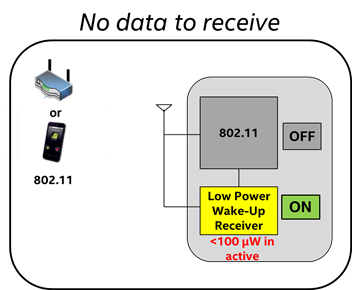 No data to receive
or
802.11
802.11
OFF
Low Power
Wake-Up
Receiver
ON
<100 µW in
active